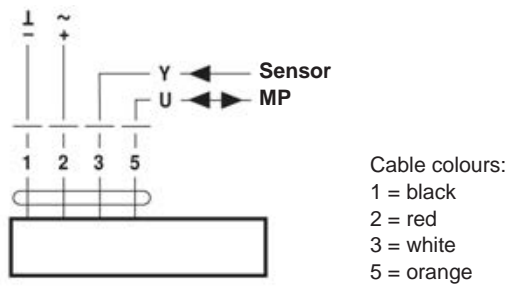 ⊥ ~
– +
Y Sensor
U MP
1 2 3 5
Cable colours:
1 = black
2 = red
3 = white
5 = orange